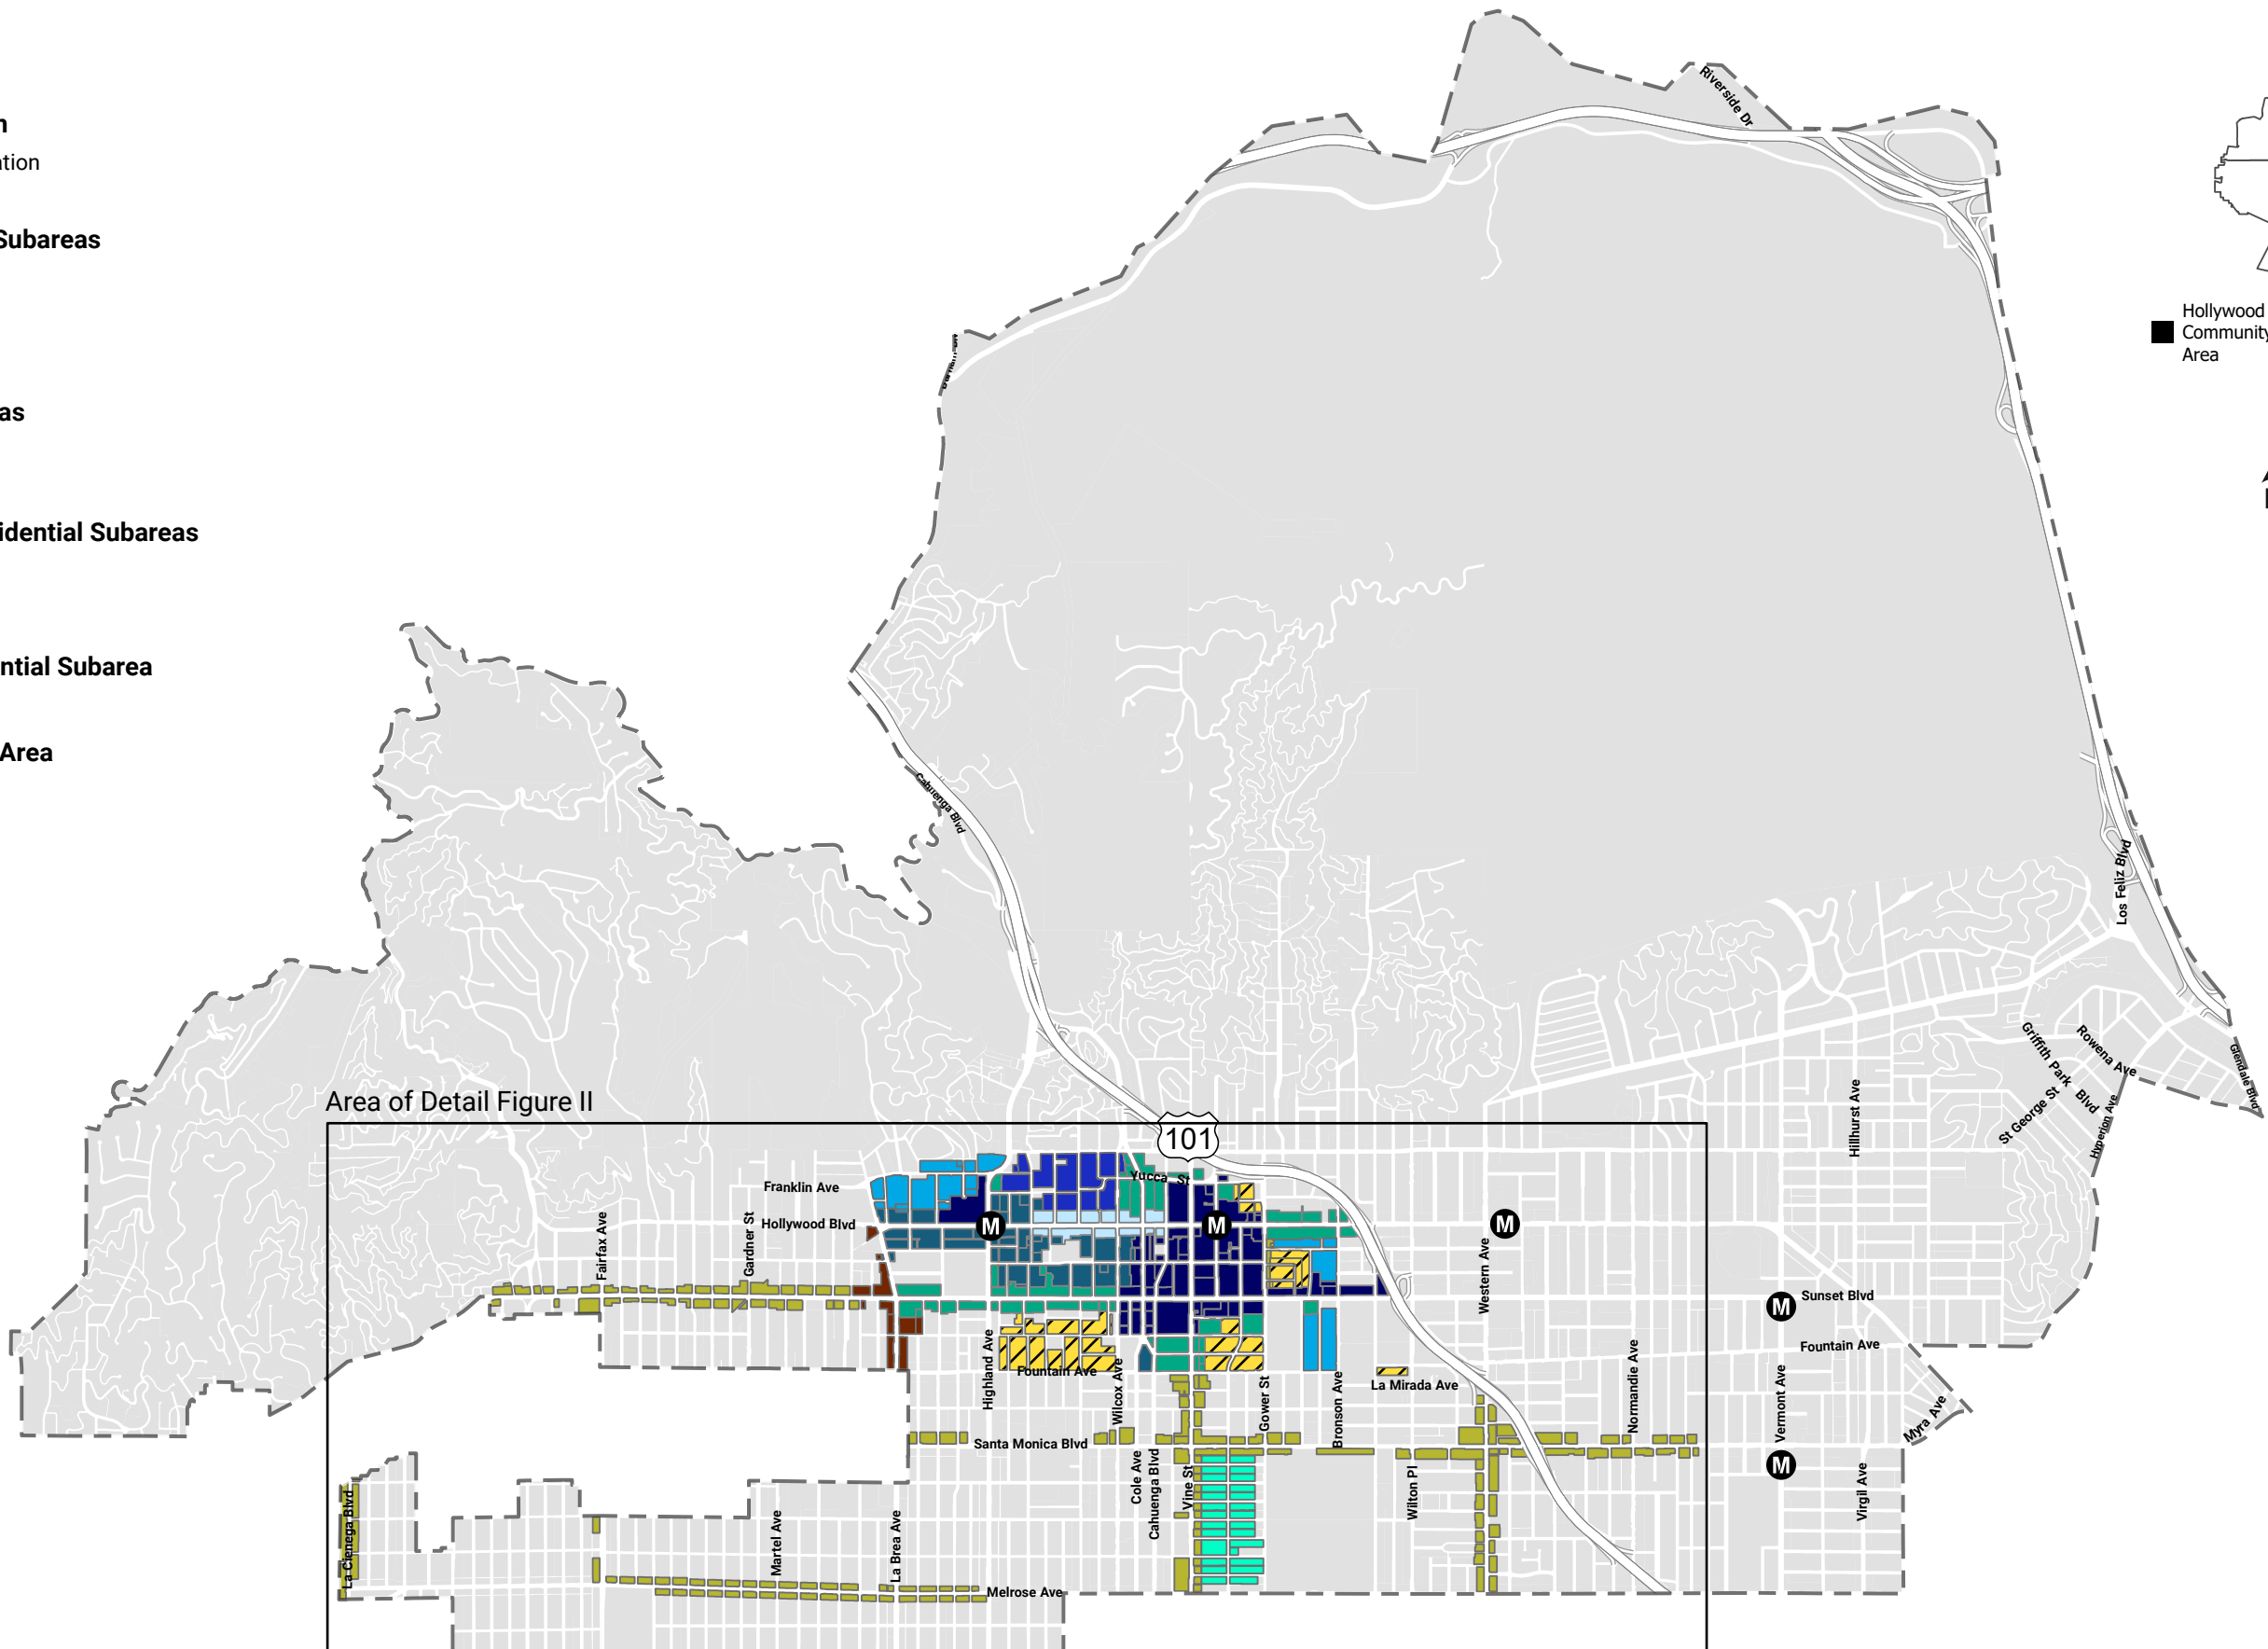 n
ation
Subareas
as
idential Subareas
ntial Subarea
Area
Riverside Dr
Hollywood
Community
Area
Cahuenga Blvd
Los Feliz Blvd
Griffith Park Blvd
Rowena Ave
Glendale Blvd
St George St
Hyperion Ave
Hillhurst Ave
Area of Detail Figure II
101
Franklin Ave
Yucca St
Hollywood Blvd
M
M
M
Fairfax Ave
Gardner St
Western Ave
M
Sunset Blvd
Fountain Ave
Highland Ave
Fountain Ave
Wilcox Ave
Gower St
Bronson Ave
La Mirada Ave
Normandie Ave
Vermont Ave
Myra Ave
Santa Monica Blvd
Cole Ave
Cahuenga Blvd
Vine St
Wilton Pl
M
Virgil Ave
La Cienega Blvd
Martel Ave
La Brea Ave
Melrose Ave